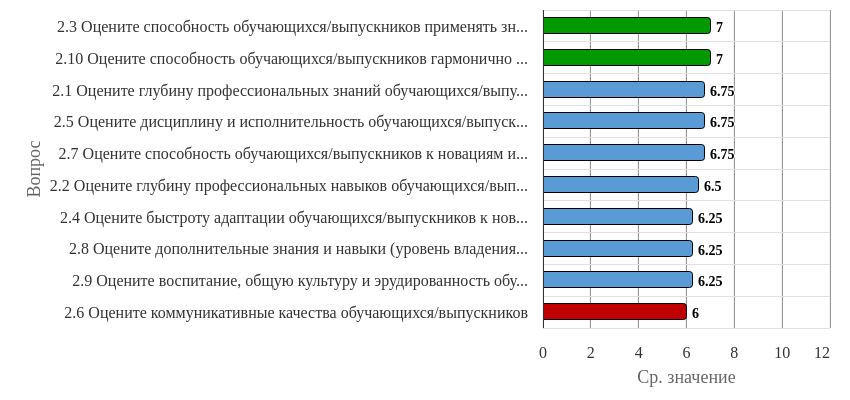 2.3 Оцените способность обучающихся/выпускников применять зн... 7
2.10 Оцените способность обучающихся/выпускников гармонично ... 7
2.1 Оцените глубину профессиональных знаний обучающихся/выпу... 6.75
2.5 Оцените дисциплину и исполнительность обучающихся/выпуск... 6.75
2.7 Оцените способность обучающихся/выпускников к новациям и... 6.75
2.2 Оцените глубину профессиональных навыков обучающихся/вып... 6.5
2.4 Оцените быстроту адаптации обучающихся/выпускников к нов... 6.25
2.8 Оцените дополнительные знания и навыки (уровень владения... 6.25
2.9 Оцените воспитание, общую культуру и эрудированность обу... 6.25
2.6 Оцените коммуникативные качества обучающихся/выпускников 6
Вопрос
0 2 4 6 8 10 12
Ср. значение